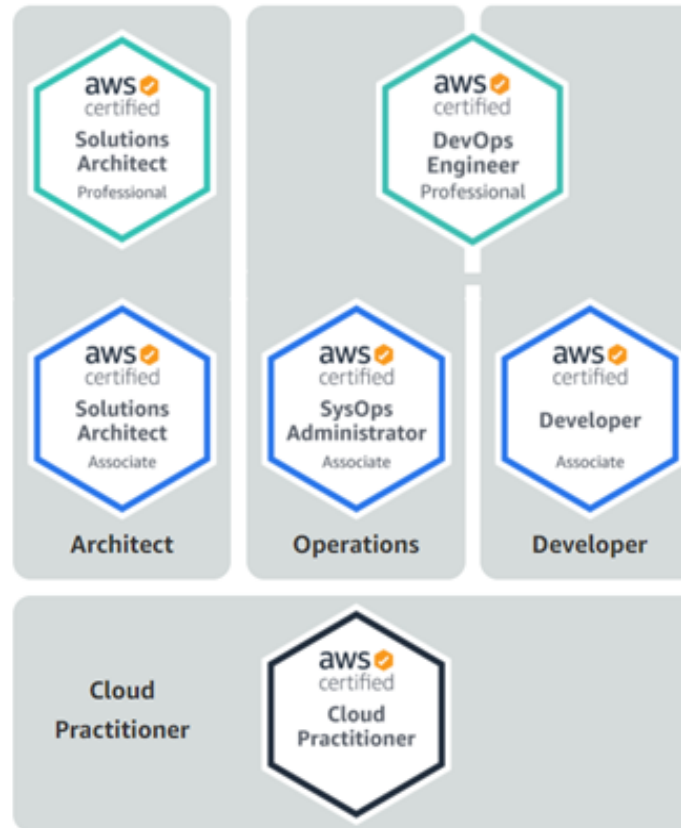 aws
certified
Solutions
Architect
Professional
aws
certified
DevOps
Engineer
Professional
aws
certified
Solutions
Architect
Associate
aws
certified
SysOps
Administrator
Associate
aws
certified
Developer
Associate
Architect
Operations
Developer
Cloud
Practitioner
aws
certified
Cloud
Practitioner